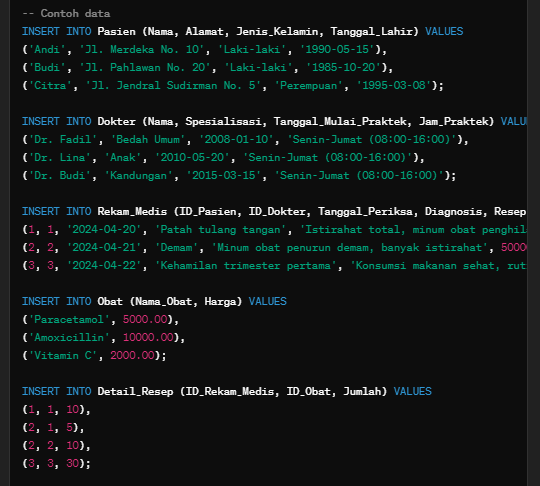 -- Contoh data
INSERT INTO Pasien (Nama, Alamat, Jenis_Kelamin, Tanggal_Lahir) VALUES
('Andi', 'Jl. Merdeka No. 10', 'Laki-laki', '1990-05-15'),
('Budi', 'Jl. Pahlawan No. 20', 'Laki-laki', '1985-10-20'),
('Citra', 'Jl. Jendral Sudirman No. 5', 'Perempuan', '1995-03-08');
INSERT INTO Dokter (Nama, Spesialisasi, Tanggal_Mulai_Praktek, Jam_Praktek) VALU
('Dr. Fadil', 'Bedah Umum', '2008-01-10', 'Senin-Jumat (08:00-16:00)'),
('Dr. Lina', 'Anak', '2010-05-20', 'Senin-Jumat (08:00-16:00)'),
('Dr. Budi', 'Kandungan', '2015-03-15', 'Senin-Jumat (08:00-16:00)');
INSERT INTO Rekam_Medis (ID_Pasien, ID_Dokter, Tanggal_Periksa, Diagnosis, Resep
(1, 1, '2024-04-20', 'Patah tulang tangan', 'Istirahat total, minum obat penghil
(2, 2, '2024-04-21', 'Demam', 'Minum obat penurun demam, banyak istirahat', 5000
(3, 3, '2024-04-22', 'Kehamilan trimester pertama', 'Konsumsi makanan sehat, rut
INSERT INTO Obat (Nama_Obat, Harga) VALUES
('Paracetamol', 5000.00),
('Amoxicillin', 10000.00),
('Vitamin C', 2000.00);
INSERT INTO Detail_Resep (ID_Rekam_Medis, ID_Obat, Jumlah) VALUES
(1, 1, 10),
(2, 1, 5),
(2, 2, 10),
(3, 3, 30);